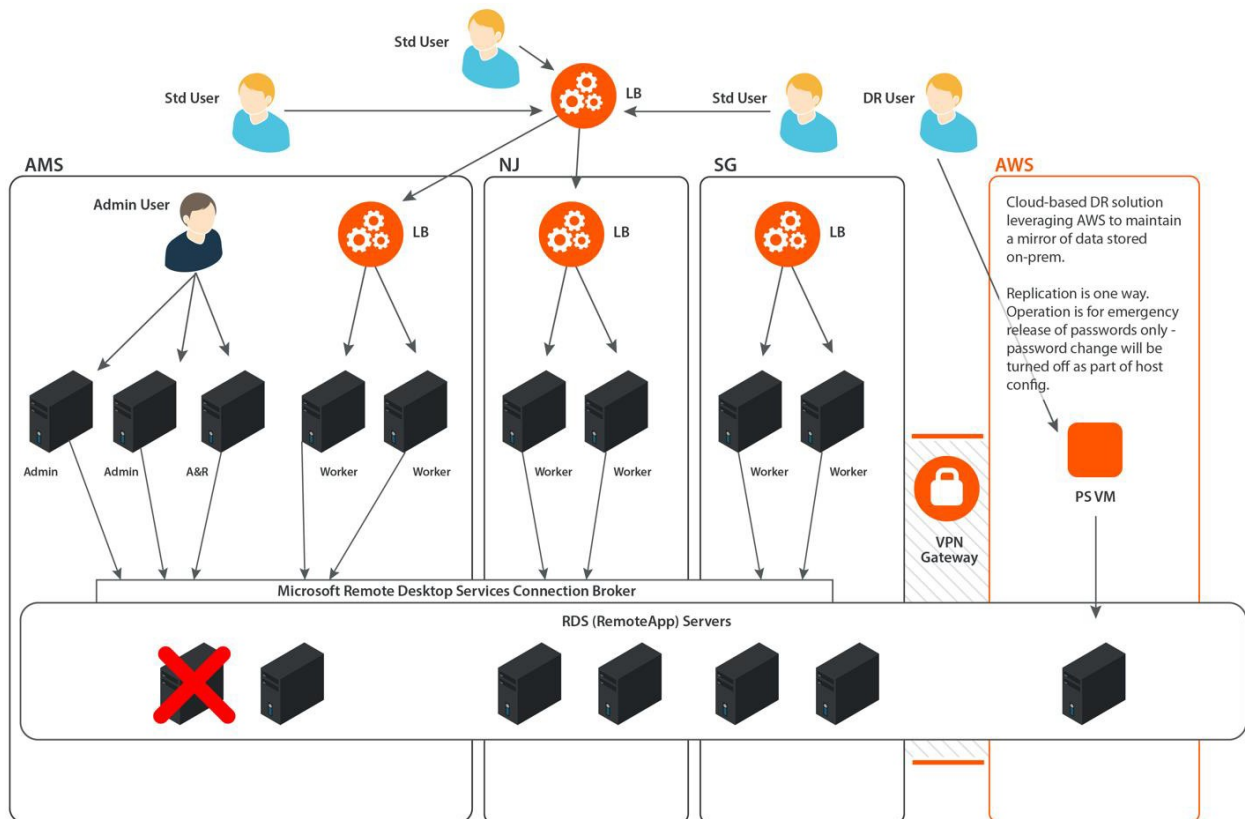 Std User
Std User
LB
Std User
DR User
AMS
NJ
SG
AWS
Admin User
LB
LB
LB
Cloud-based DR solution
leveraging AWS to maintain
a mirror of data stored
on-prem.
Replication is one way.
Operation is for emergency
release of passwords only -
password change will be
turned off as part of host
config.
Admin
Admin
A&R
Worker
Worker
Worker
Worker
Worker
Worker
PS VM
VPN
Gateway
Microsoft Remote Desktop Services Connection Broker
RDS (RemoteApp) Servers